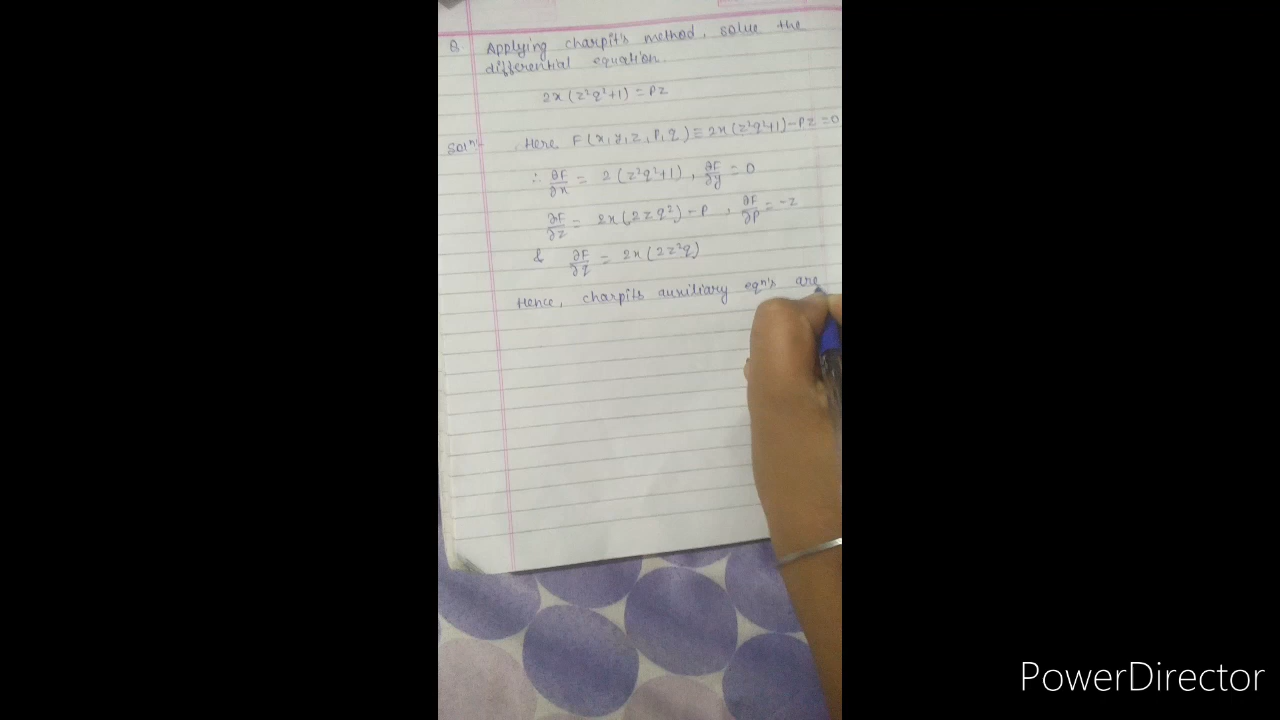 Q. Applying charpit's method, solve the
differential equation.
2x(z²q²+1) = Pz
Solⁿ:- Here F(x,y,z,P,q) ≡ 2x(z²q²+1)-Pz=0
∴ ∂F/∂x = 2(z²q²+1), ∂F/∂y = 0
∂F/∂z = 2x(2zq²)-P, ∂F/∂P = -z
& ∂F/∂q = 2x(2z²q)
Hence, charpits auxiliary eqⁿ's are
PowerDirector